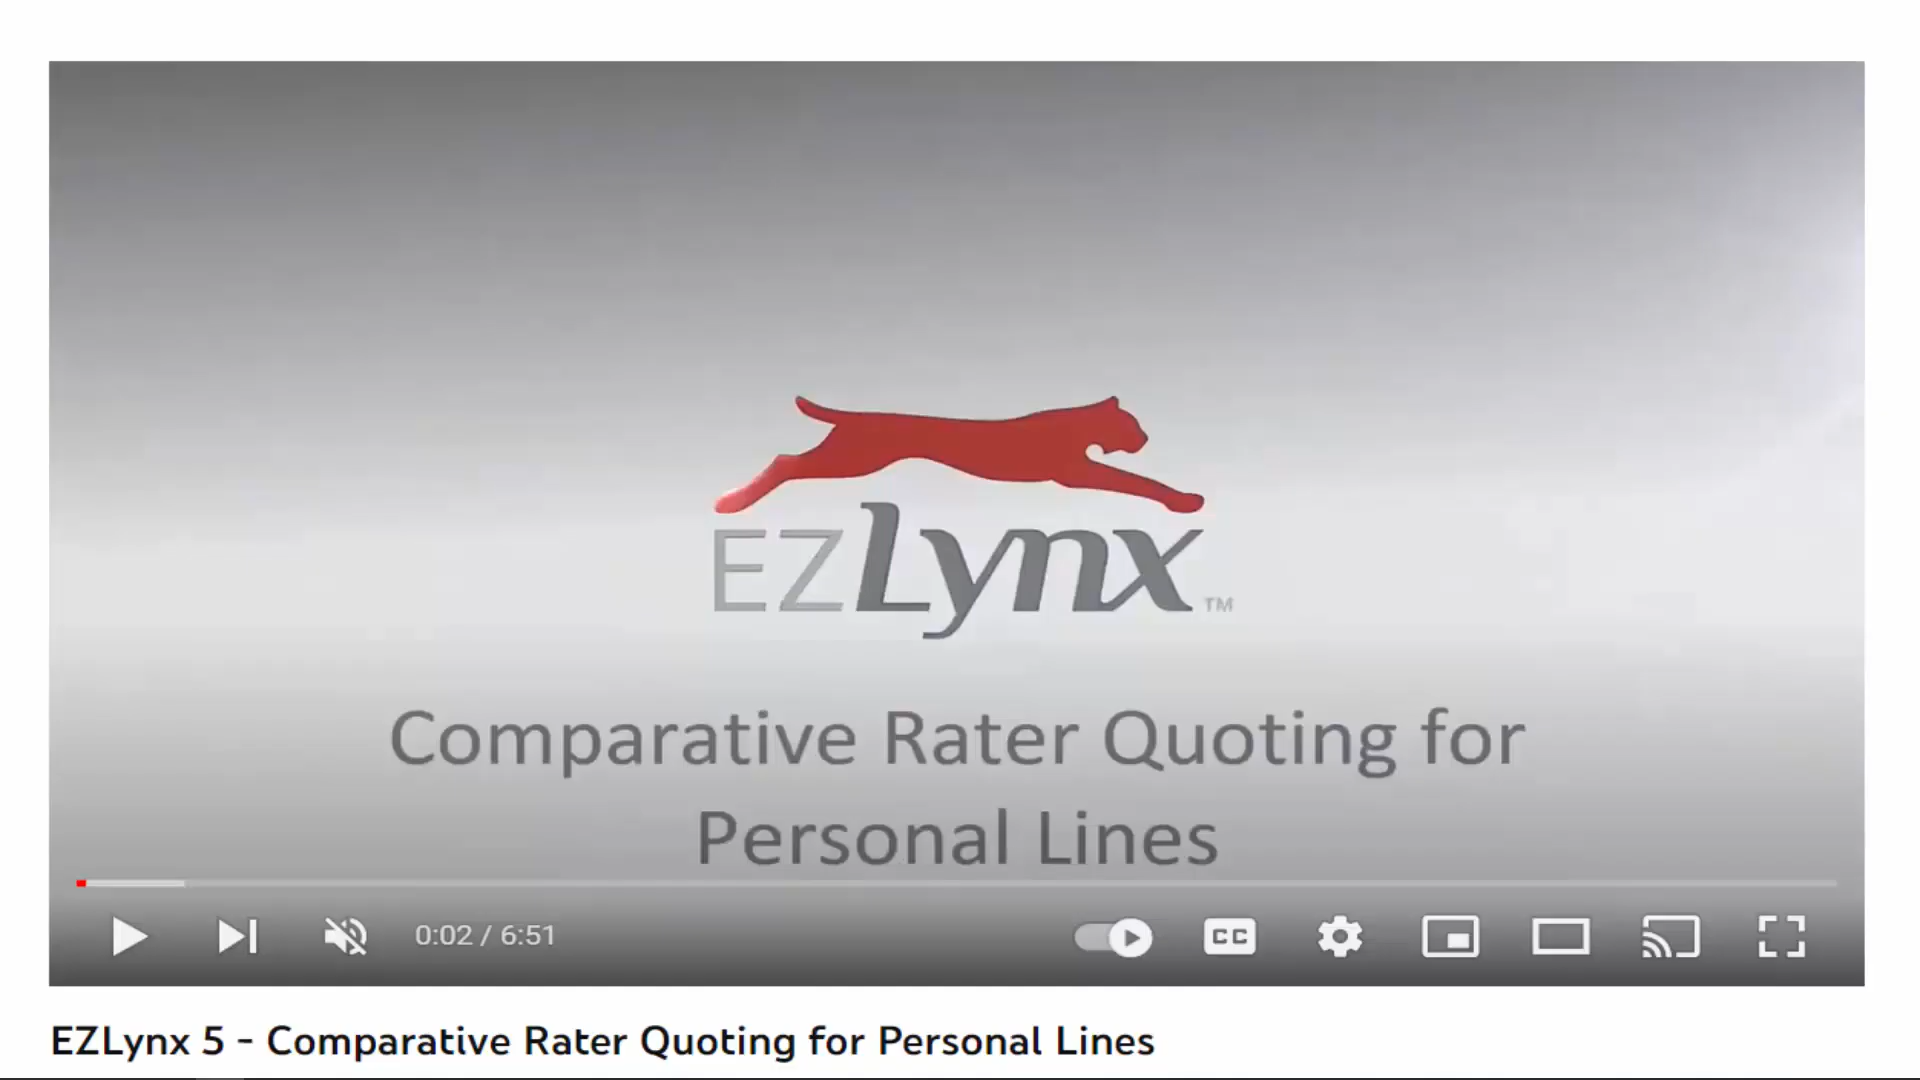 EZLynx™
Comparative Rater Quoting for
Personal Lines
0:02 / 6:51
CC
EZLynx 5 - Comparative Rater Quoting for Personal Lines